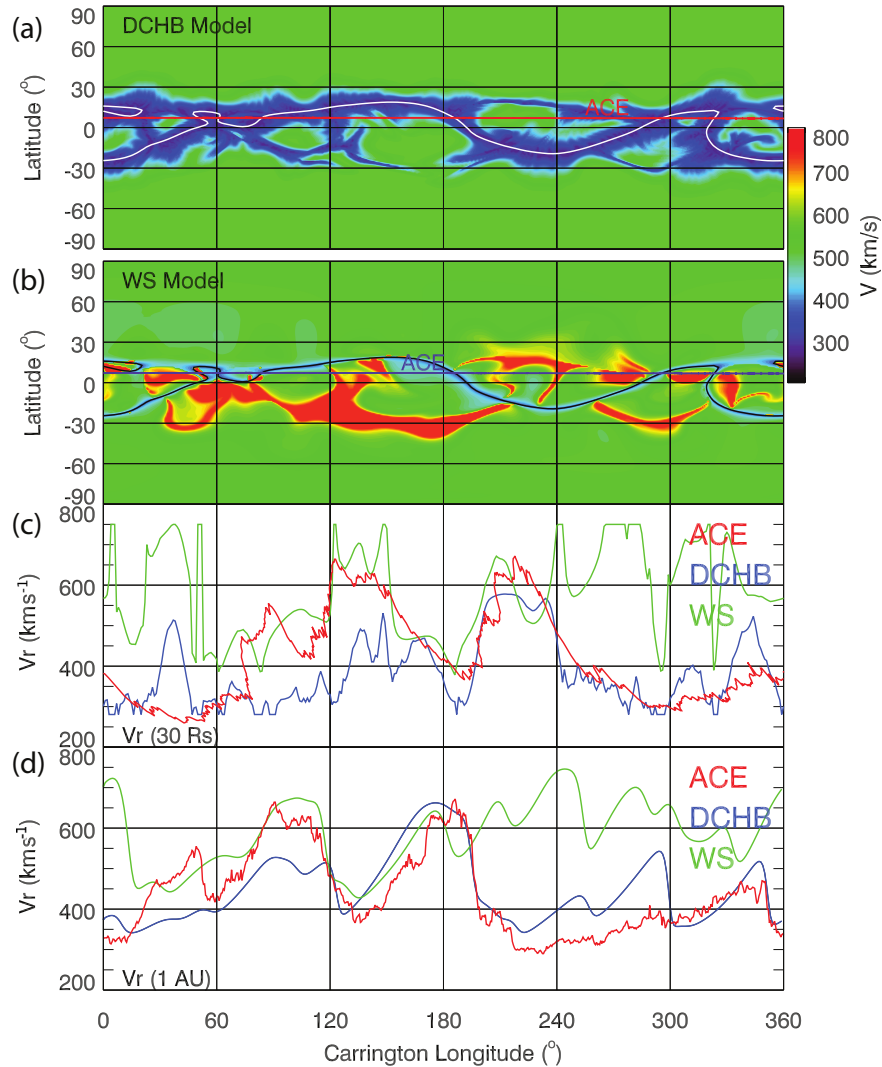 (a)
DCHB Model
ACE
90
60
30
0
-30
-60
-90
Latitude (°)
800
700
600
500
400
300
V (km/s)
(b)
WS Model
ACE
90
60
30
0
-30
-60
-90
Latitude (°)
(c)
800
600
400
200
Vr (kms⁻¹)
ACE
DCHB
WS
Vr (30 Rs)
(d)
800
600
400
200
Vr (kms⁻¹)
ACE
DCHB
WS
Vr (1 AU)
0 60 120 180 240 300 360
Carrington Longitude (°)